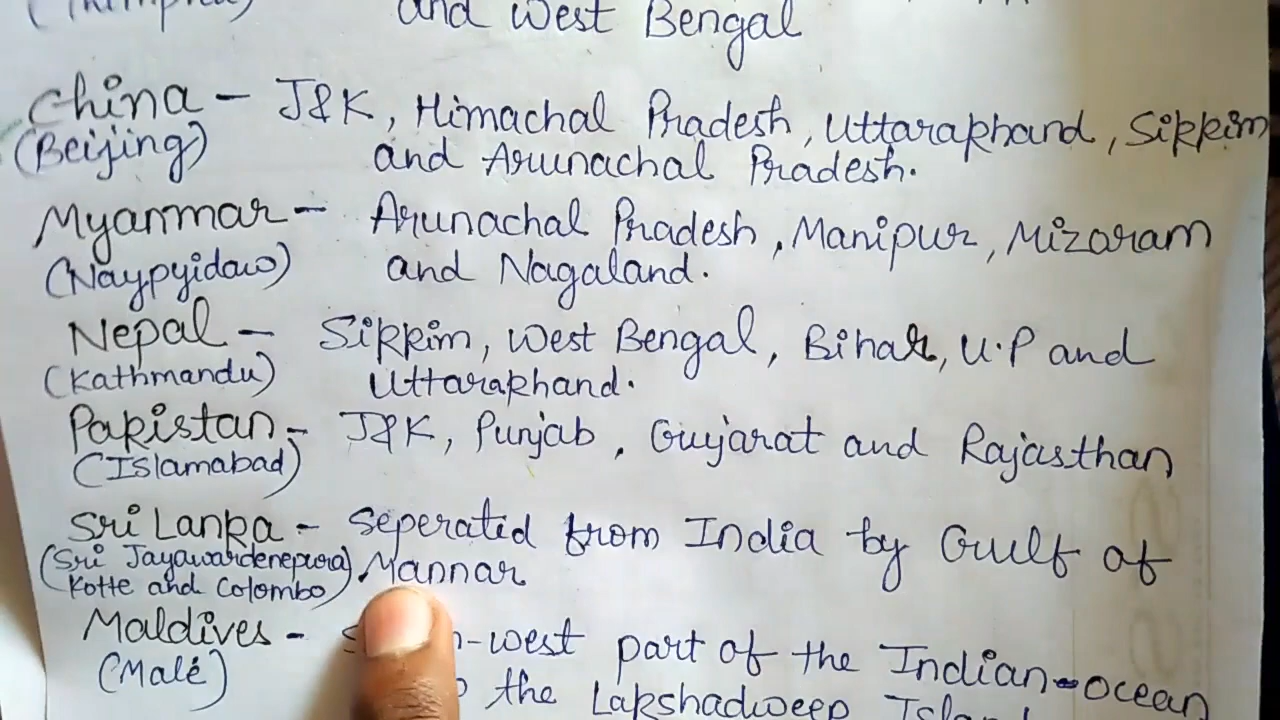 and West Bengal
China - J&K, Himachal Pradesh, Uttarakhand, Sikkim
(Beijing) and Arunachal Pradesh.
Myanmar - Arunachal Pradesh, Manipur, Mizoram
(Naypyidaw) and Nagaland.
Nepal - Sikkim, West Bengal, Bihar, U.P and
(Kathmandu) Uttarakhand.
Pakistan - J&K, Punjab, Gujarat and Rajasthan
(Islamabad)
Sri Lanka - Seperated from India by Gulf of
(Sri Jayawardenepura) Mannar
Kotte and Colombo)
Maldives - -west part of the Indian-ocean
(Malé) the Lakshadweep